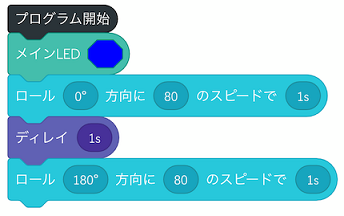 プログラム開始
メインLED
ロール 0° 方向に 80 のスピードで 1s
ディレイ 1s
ロール 180° 方向に 80 のスピードで 1s